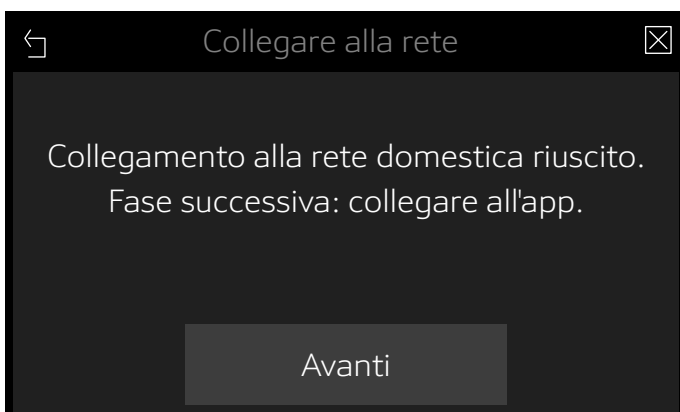 Collegare alla rete
Collegamento alla rete domestica riuscito.
Fase successiva: collegare all'app.
Avanti